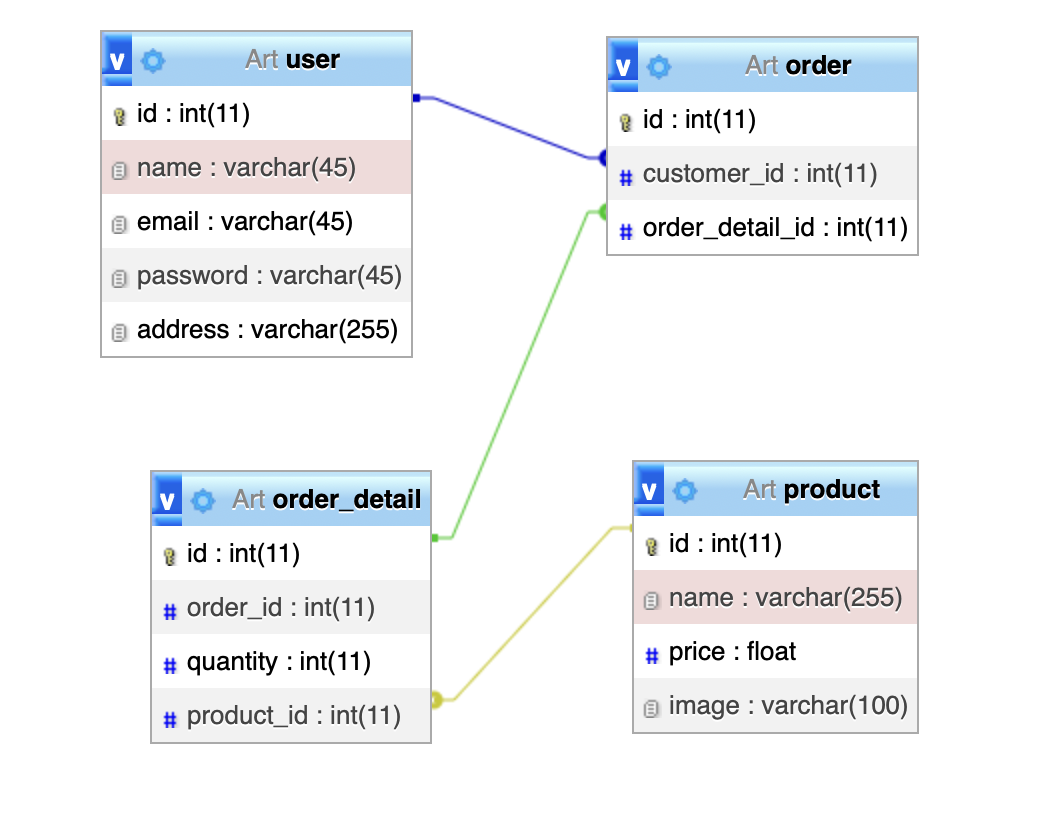 v Art user
id : int(11)
name : varchar(45)
email : varchar(45)
password : varchar(45)
address : varchar(255)
v Art order
id : int(11)
customer_id : int(11)
order_detail_id : int(11)
v Art order_detail
id : int(11)
order_id : int(11)
quantity : int(11)
product_id : int(11)
v Art product
id : int(11)
name : varchar(255)
price : float
image : varchar(100)